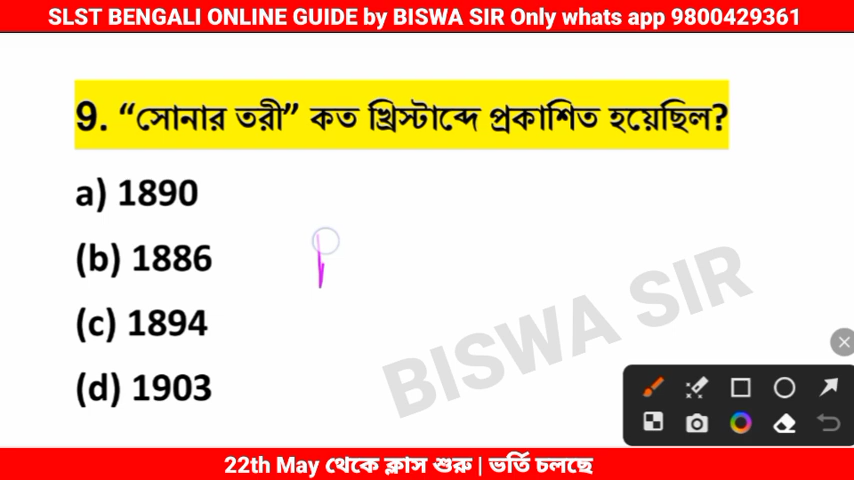 SLST BENGALI ONLINE GUIDE by BISWA SIR Only whats app 9800429361
9. “সোনার তরী” কত খ্রিস্টাব্দে প্রকাশিত হয়েছিল?
a) 1890
(b) 1886
(c) 1894
(d) 1903
BISWA SIR
22th May থেকে ক্লাস শুরু | ভর্তি চলছে